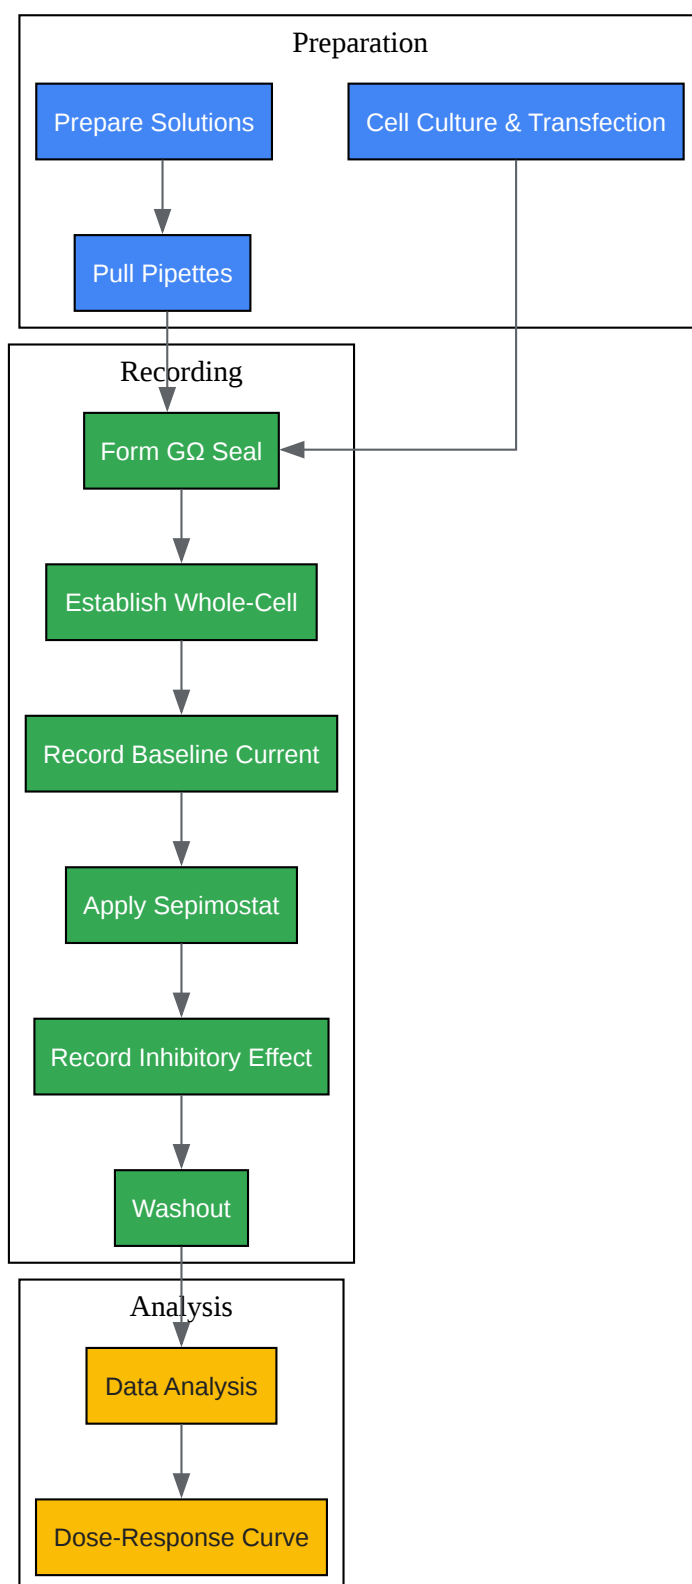 Preparation
Prepare Solutions
Cell Culture & Transfection
Pull Pipettes
Recording
Form GΩ Seal
Establish Whole-Cell
Record Baseline Current
Apply Sepimostat
Record Inhibitory Effect
Washout
Analysis
Data Analysis
Dose-Response Curve